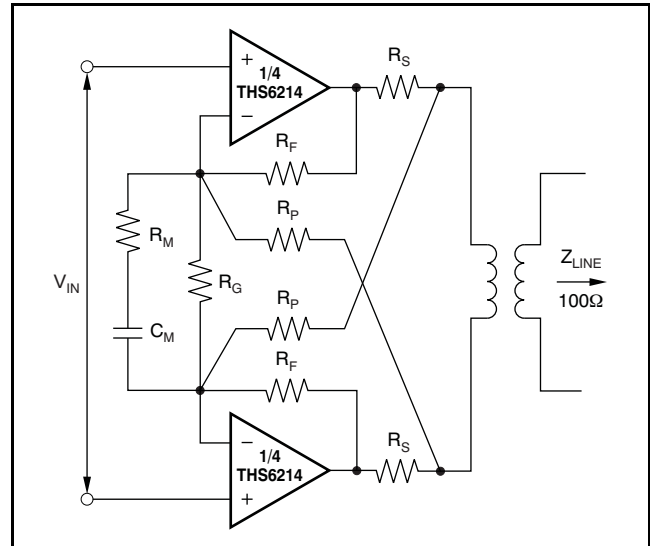 +
1/4
THS6214
−
R_S
R_F
R_P
R_M
V_IN
R_G
C_M
Z_LINE
100Ω
R_P
R_F
−
1/4
THS6214
+
R_S